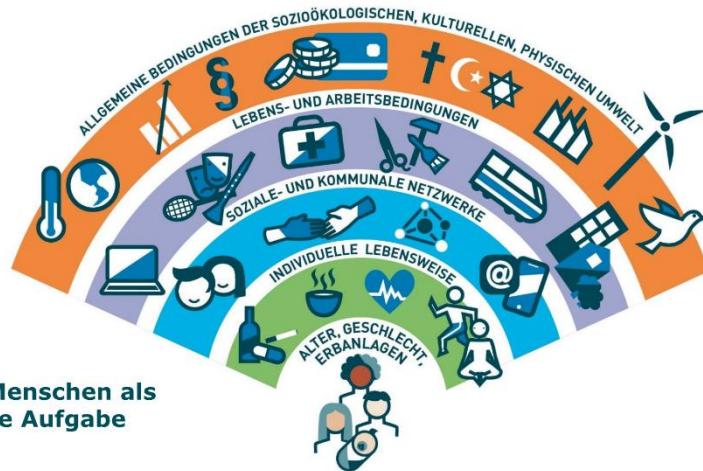 ALLGEMEINE BEDINGUNGEN DER SOZIOÖKOLOGISCHEN, KULTURELLEN, PHYSISCHEN UMWELT
§
LEBENS- UND ARBEITSBEDINGUNGEN
SOZIALE- UND KOMMUNALE NETZWERKE
@
INDIVIDUELLE LEBENSWEISE
ALTER, GESCHLECHT,
ERBANLAGEN
Menschen als
e Aufgabe